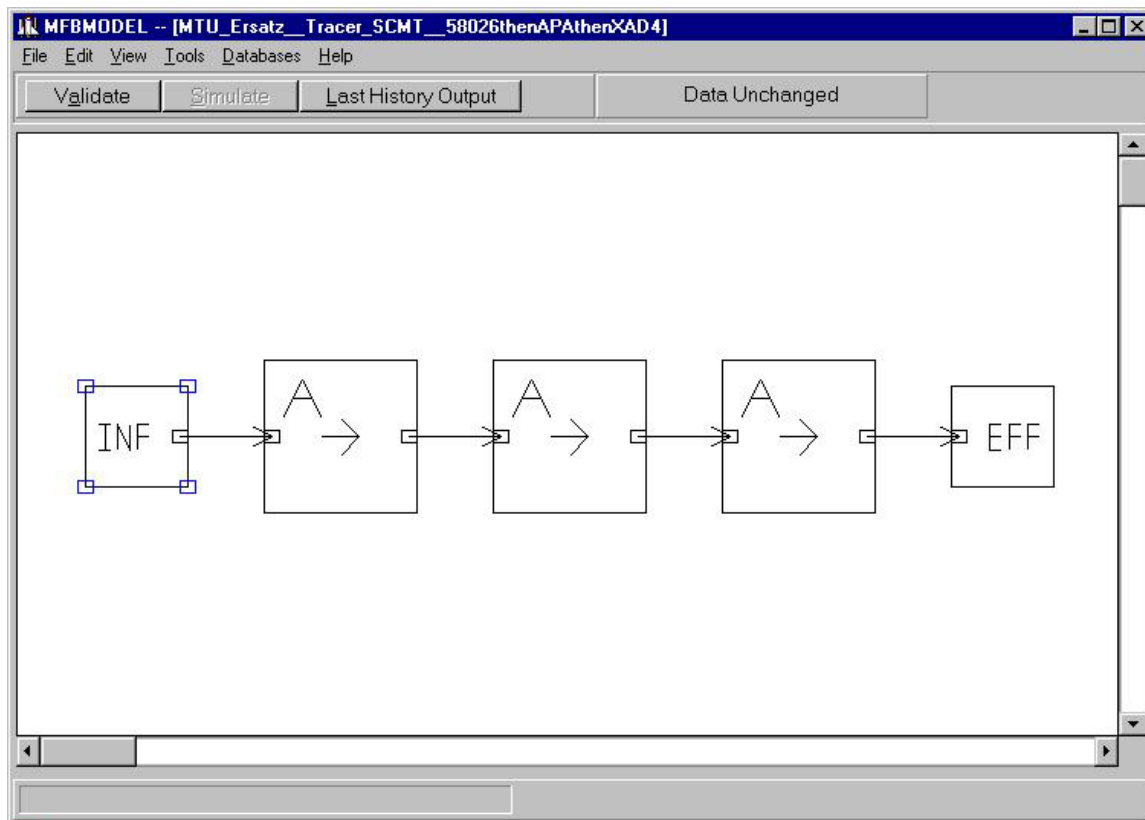 MFBMODEL -- [MTU_Ersatz__Tracer_SCMT__58026thenAPAthenXAD4]
File Edit View Tools Databases Help
Validate Simulate Last History Output Data Unchanged
INF A A A EFF